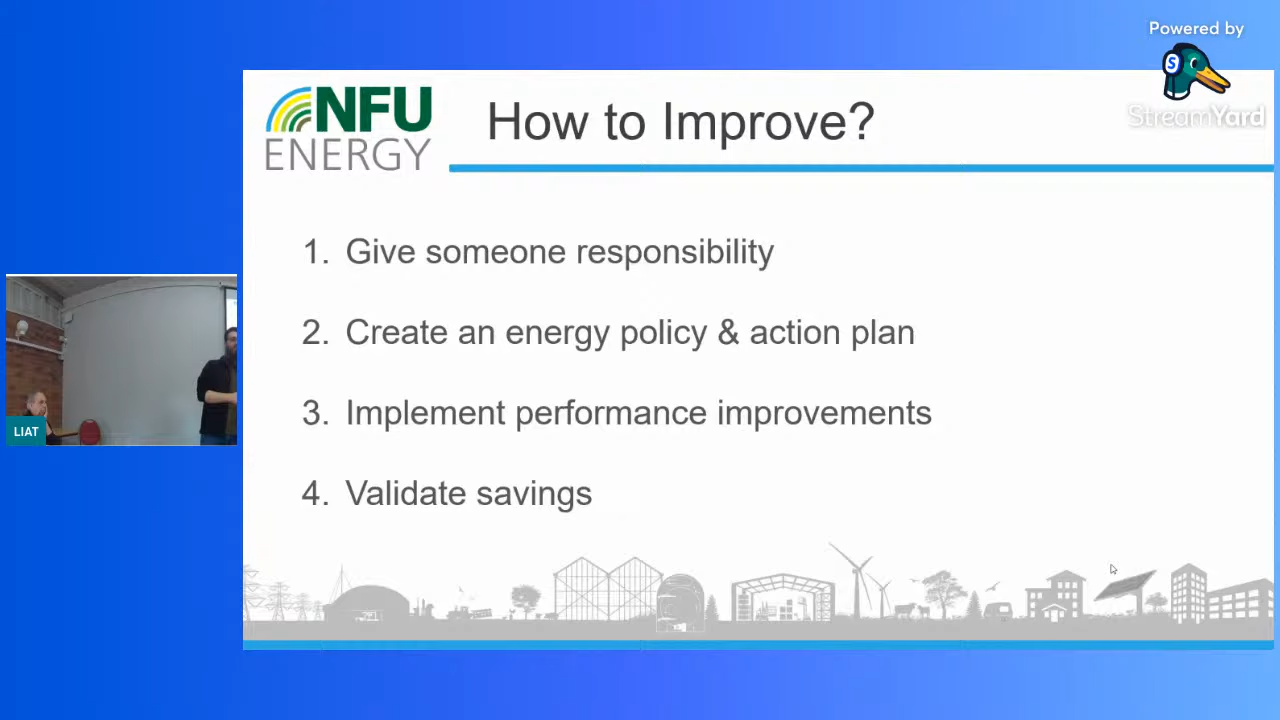 Powered by
StreamYard
NFU
ENERGY
How to Improve?
1. Give someone responsibility
2. Create an energy policy & action plan
3. Implement performance improvements
4. Validate savings
LIAT